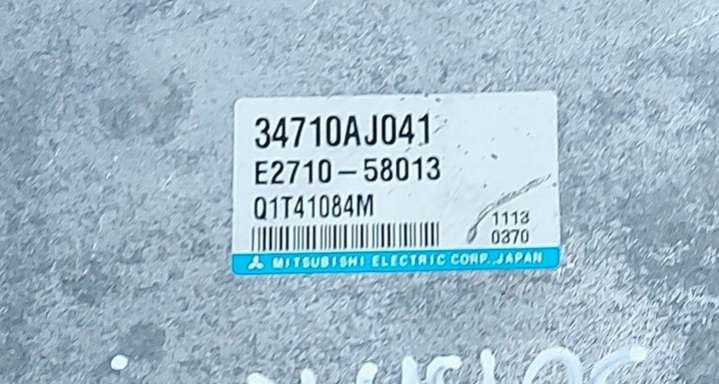 34710AJ041
E2710-58013
Q1T41084M
1113
0370
MITSUBISHI ELECTRIC CORP., JAPAN